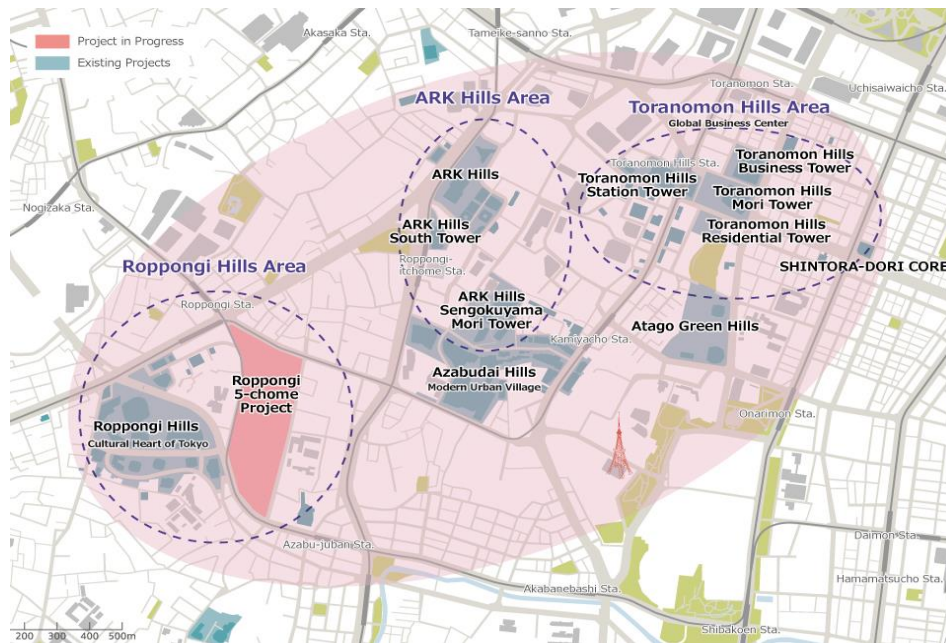 Project in Progress
Existing Projects
Akasaka Sta.
Tameike-sanno Sta.
Toranomon Sta.
Uchisaiwaicho Sta.
ARK Hills Area
Toranomon Hills Area
Global Business Center
Toranomon Hills Sta.
Toranomon Hills
Business Tower
Toranomon Hills
Station Tower
Toranomon Hills
Mori Tower
Toranomon Hills
Residential Tower
SHINTORA-DORI CORE
ARK Hills
ARK Hills
South Tower
Roppongi-
itchome Sta.
ARK Hills
Sengokuyama
Mori Tower
Nogizaka Sta.
Roppongi Hills Area
Roppongi Sta.
Atago Green Hills
Kamiyacho Sta.
Azabudai Hills
Modern Urban Village
Roppongi
5-chome
Project
Roppongi Hills
Cultural Heart of Tokyo
Onarimon Sta.
Azabu-juban Sta.
Daimon Sta.
Akabanebashi Sta.
Hamamatsucho Sta.
Shibakoen Sta.
200 300 400 500m